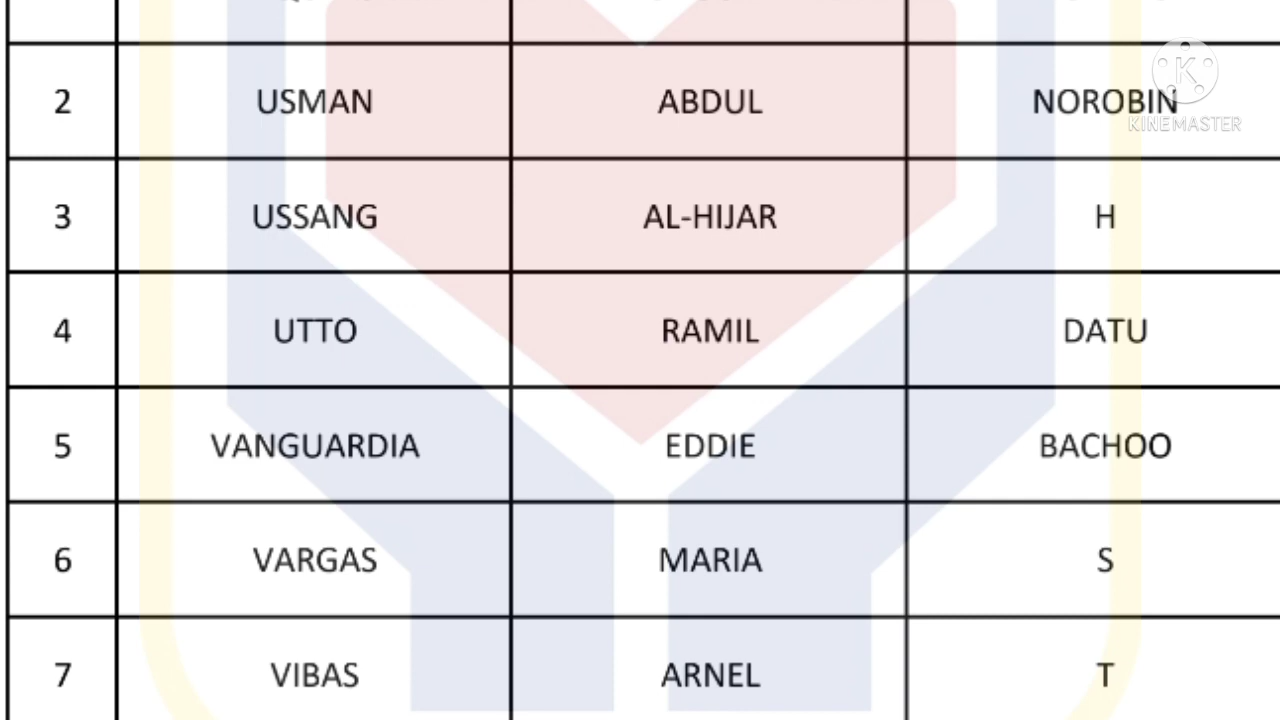 2 USMAN ABDUL NOROBIN
KINEMASTER
3 USSANG AL-HIJAR H
4 UTTO RAMIL DATU
5 VANGUARDIA EDDIE BACHOO
6 VARGAS MARIA S
7 VIBAS ARNEL T